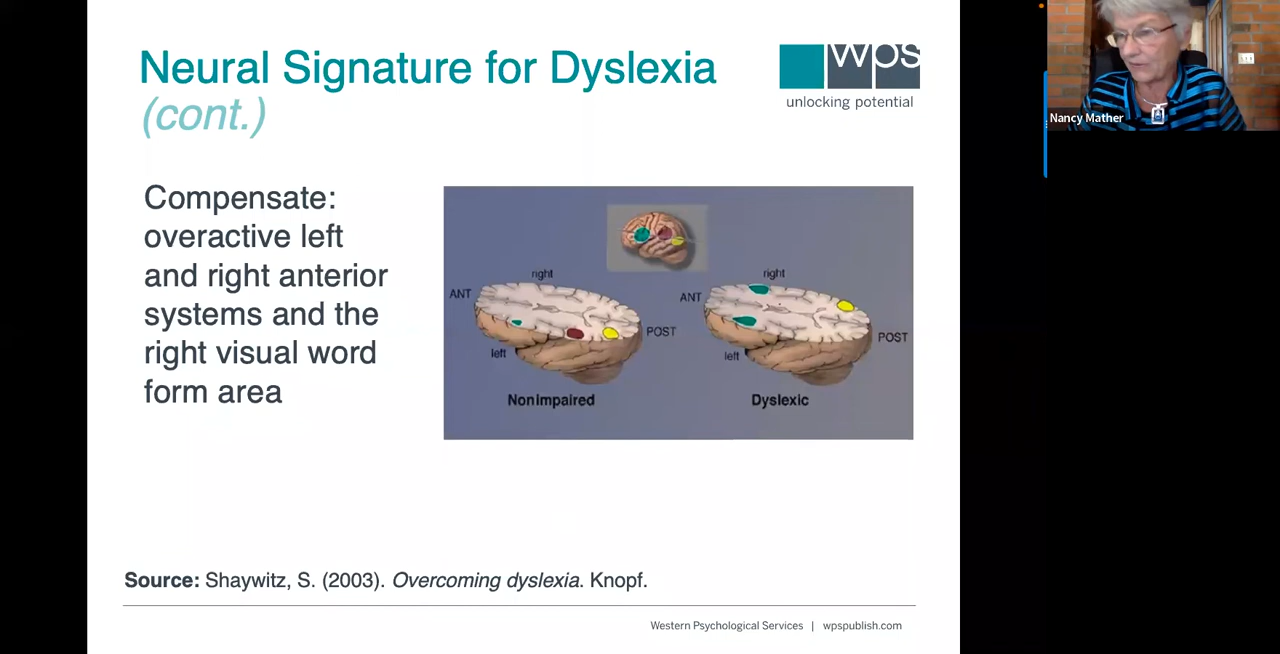 Neural Signature for Dyslexia
(cont.)
wps
unlocking potential
Nancy Mather
Compensate:
overactive left
and right anterior
systems and the
right visual word
form area
right
ANT
POST
left
Nonimpaired
right
ANT
POST
left
Dyslexic
Source: Shaywitz, S. (2003). Overcoming dyslexia. Knopf.
Western Psychological Services | wpspublish.com